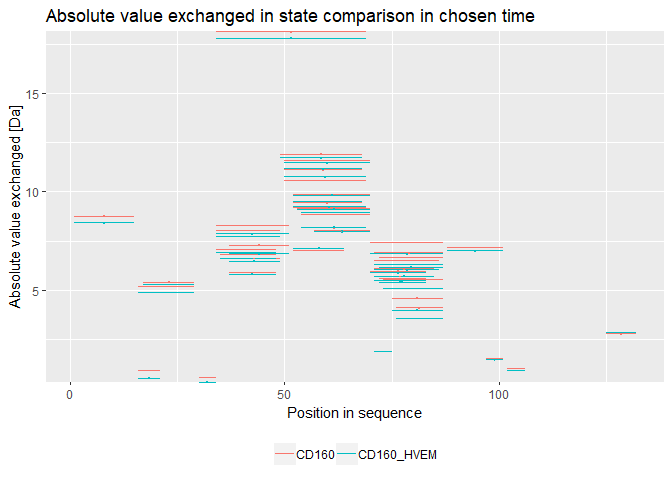 Absolute value exchanged in state comparison in chosen time
Absolute value exchanged [Da]
15
10
5
0
50
100
Position in sequence
CD160
CD160_HVEM